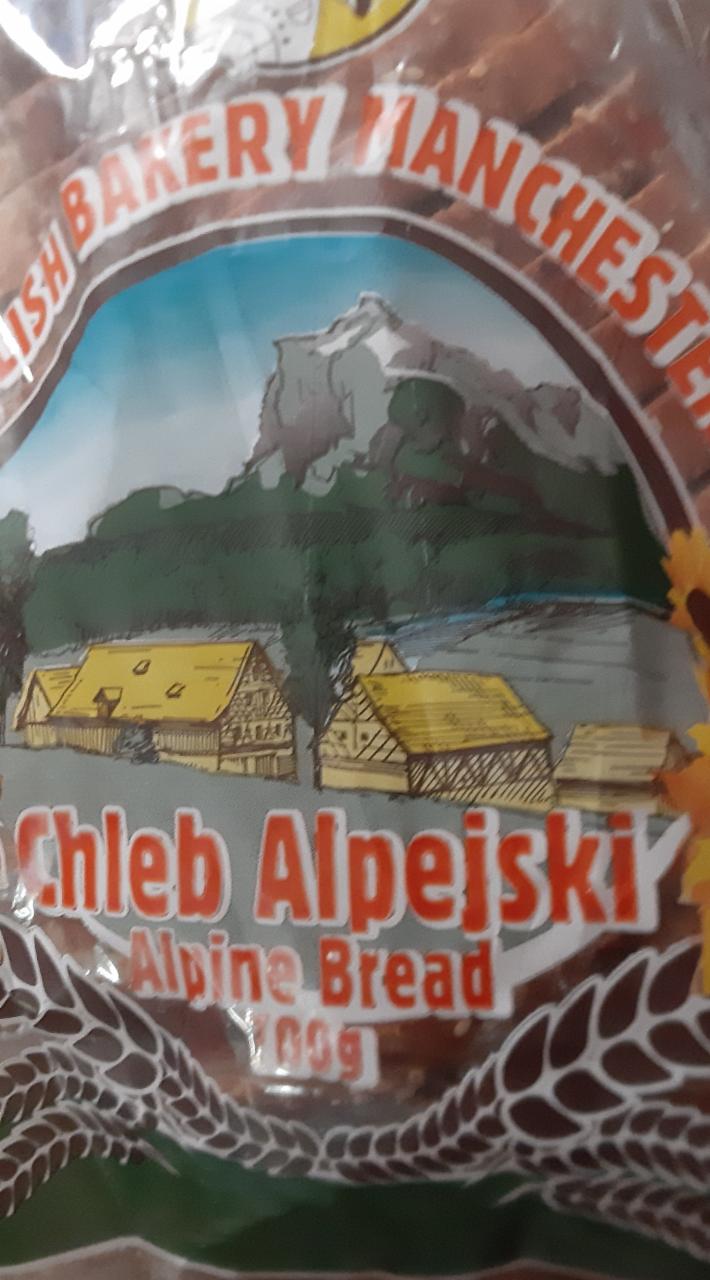 BAKERY MANCHESTER
Chleb Alpejski
Alpine Bread